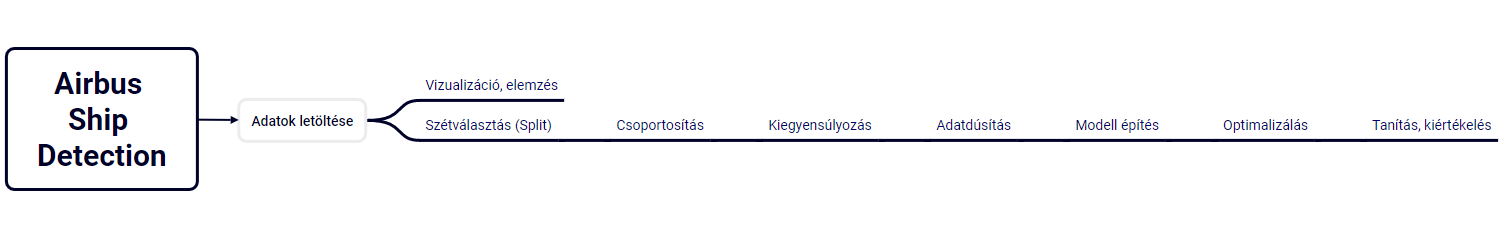 Airbus
Ship
Detection
Adatok letöltése
Vizualizáció, elemzés
Szétválasztás (Split)
Csoportosítás
Kiegyensúlyozás
Adatdúsítás
Modell építés
Optimalizálás
Tanítás, kiértékelés